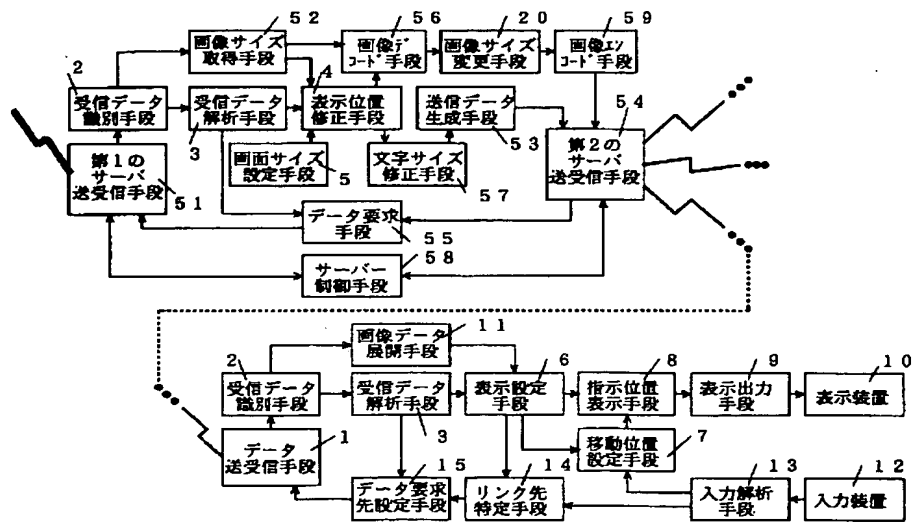 ５２
５６
２０
５９
画像サイズ
取得手段
画像デ
コード手段
画像サイズ
変更手段
画像エン
コード手段
２
４
５４
受信データ
識別手段
受信データ
解析手段
表示位置
修正手段
送信データ
生成手段
３
５３
第１の
サーバ
送受信手段
画面サイズ
設定手段
５
文字サイズ
修正手段
５７
第２の
サーバ
送受信手段
５１
データ要求
手段
５５
５８
サーバー
制御手段
１１
画像データ
展開手段
２
６
８
９
１０
受信データ
識別手段
受信データ
解析手段
表示設定
手段
指示位置
表示手段
表示出力
手段
表示装置
３
データ
送受信手段
１
移動位置
設定手段
７
１５
１４
１３
１２
データ要求
先設定手段
リンク先
特定手段
入力解析
手段
入力装置